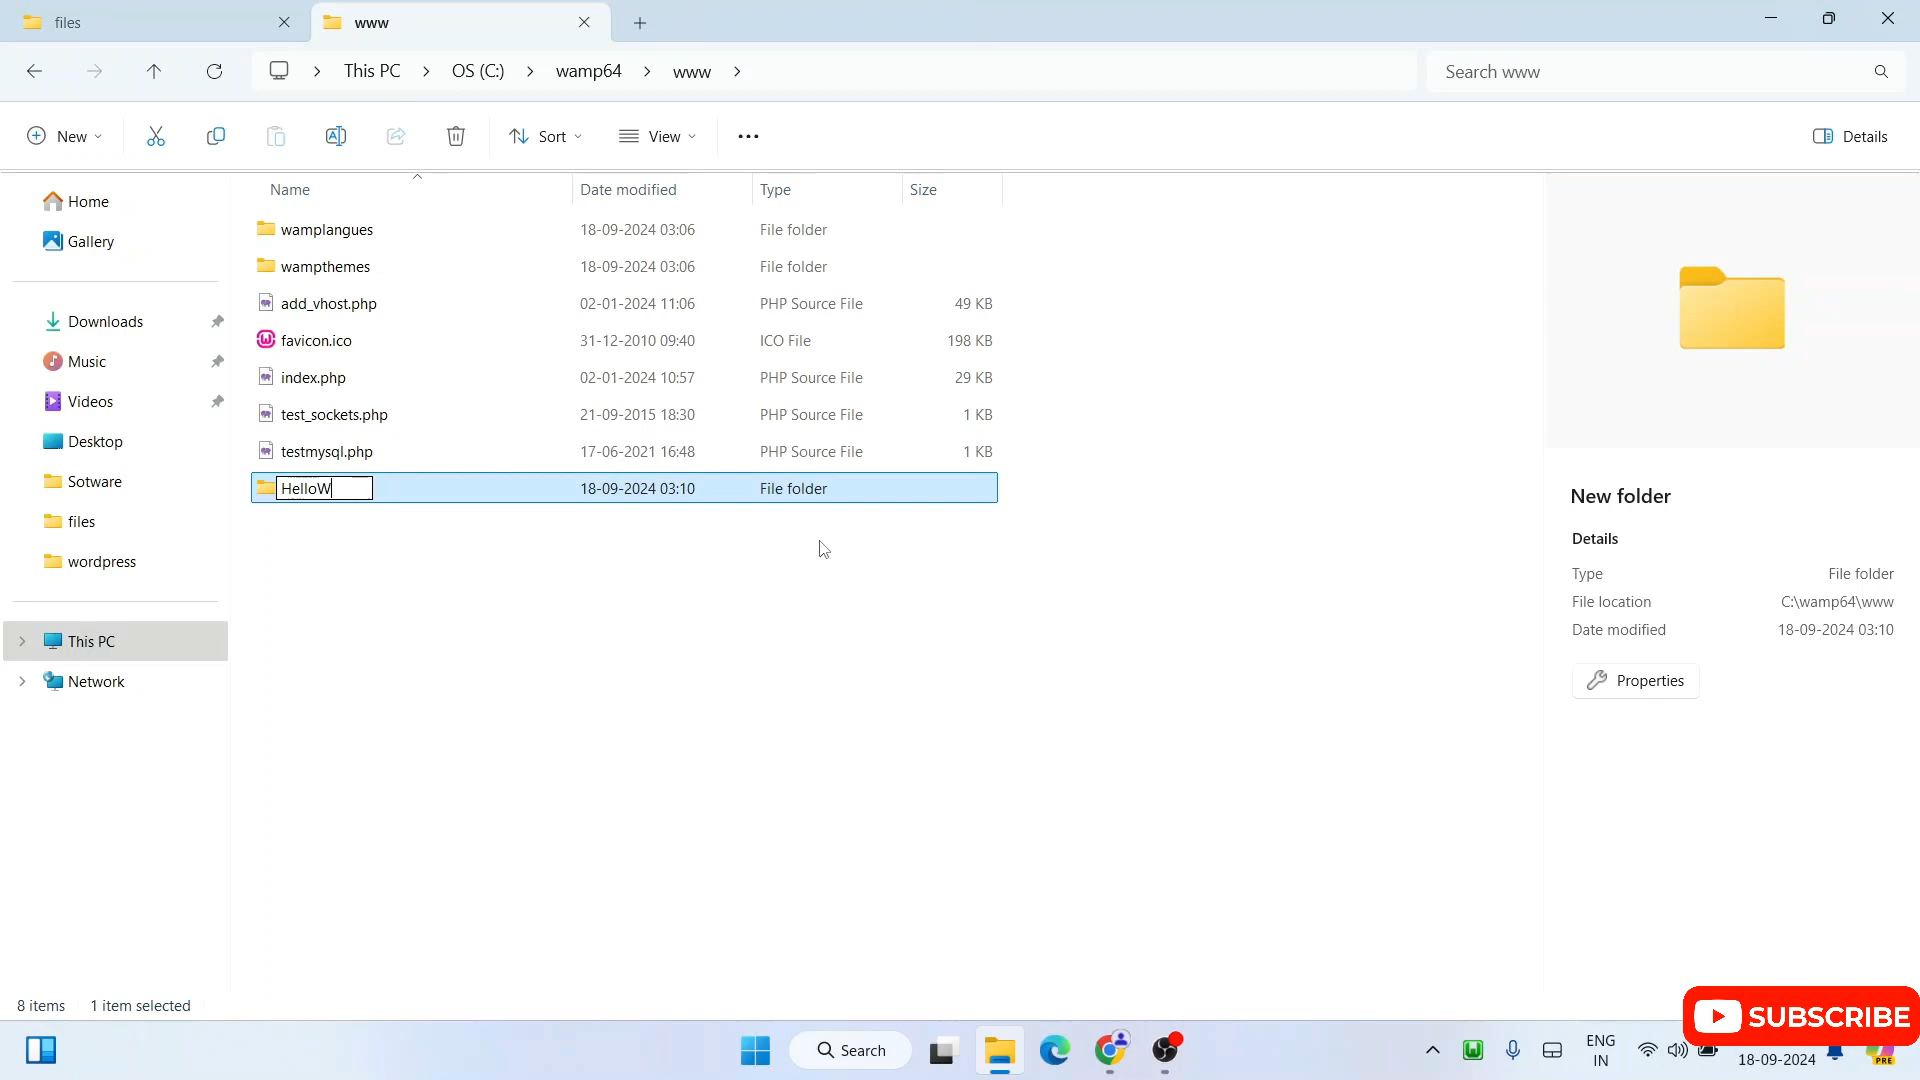 files
www
This PC
OS (C:)
wamp64
www
Search www
New
Sort
View
Details
Home
Gallery
Downloads
Music
Videos
Desktop
Sotware
files
wordpress
This PC
Network
Name Date modified Type Size
wamplangues 18-09-2024 03:06 File folder
wampthemes 18-09-2024 03:06 File folder
add_vhost.php 02-01-2024 11:06 PHP Source File 49 KB
favicon.ico 31-12-2010 09:40 ICO File 198 KB
index.php 02-01-2024 10:57 PHP Source File 29 KB
test_sockets.php 21-09-2015 18:30 PHP Source File 1 KB
testmysql.php 17-06-2021 16:48 PHP Source File 1 KB
HelloW 18-09-2024 03:10 File folder
New folder
Details
Type File folder
File location C:\wamp64\www
Date modified 18-09-2024 03:10
Properties
8 items 1 item selected
SUBSCRIBE
Search
ENG
IN
18-09-2024
PRE